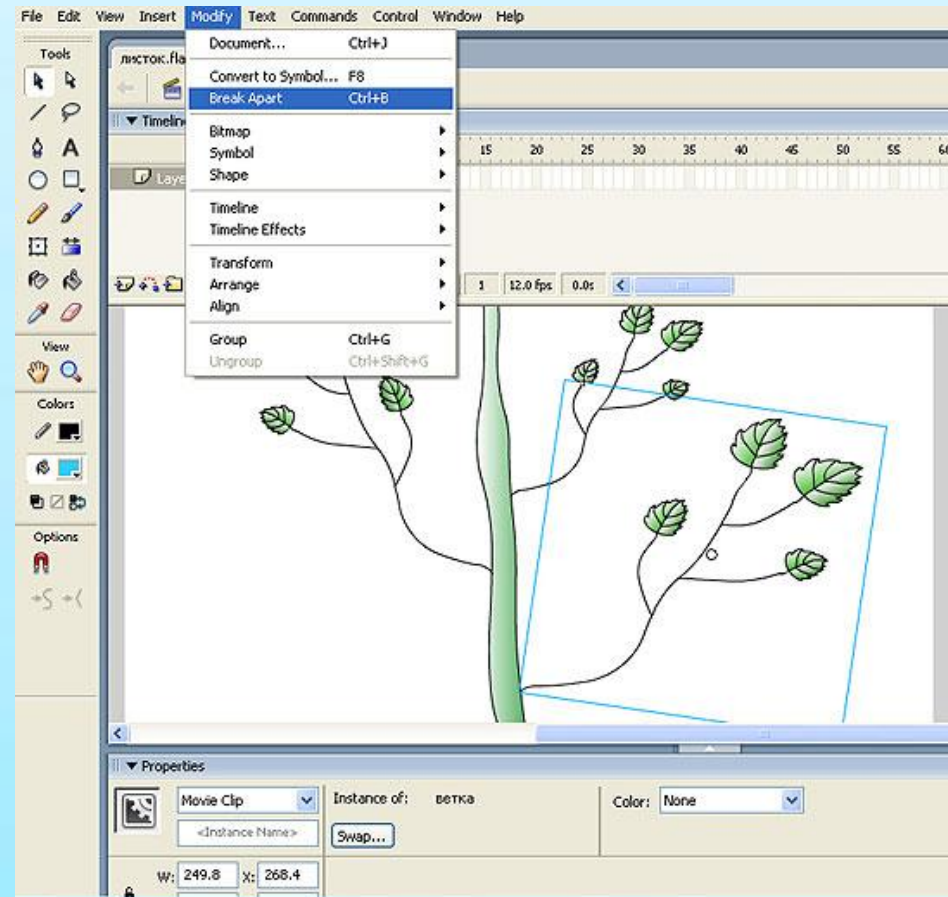 File Edit View Insert Modify Text Commands Control Window Help
Tools
листок.fla
Document... Ctrl+J
Convert to Symbol... F8
Break Apart Ctrl+B
Bitmap
Symbol
Shape
Timeline
Timeline Effects
Transform
Arrange
Align
Group Ctrl+G
Ungroup Ctrl+Shift+G
Timelin
15 20 25 30 35 40 45 50 55
Laye
1 12.0 fps 0.0s
View
Colors
Options
Properties
Movie Clip
<Instance Name>
Instance of: ветка
Swap...
Color: None
W: 249.8 X: 268.4